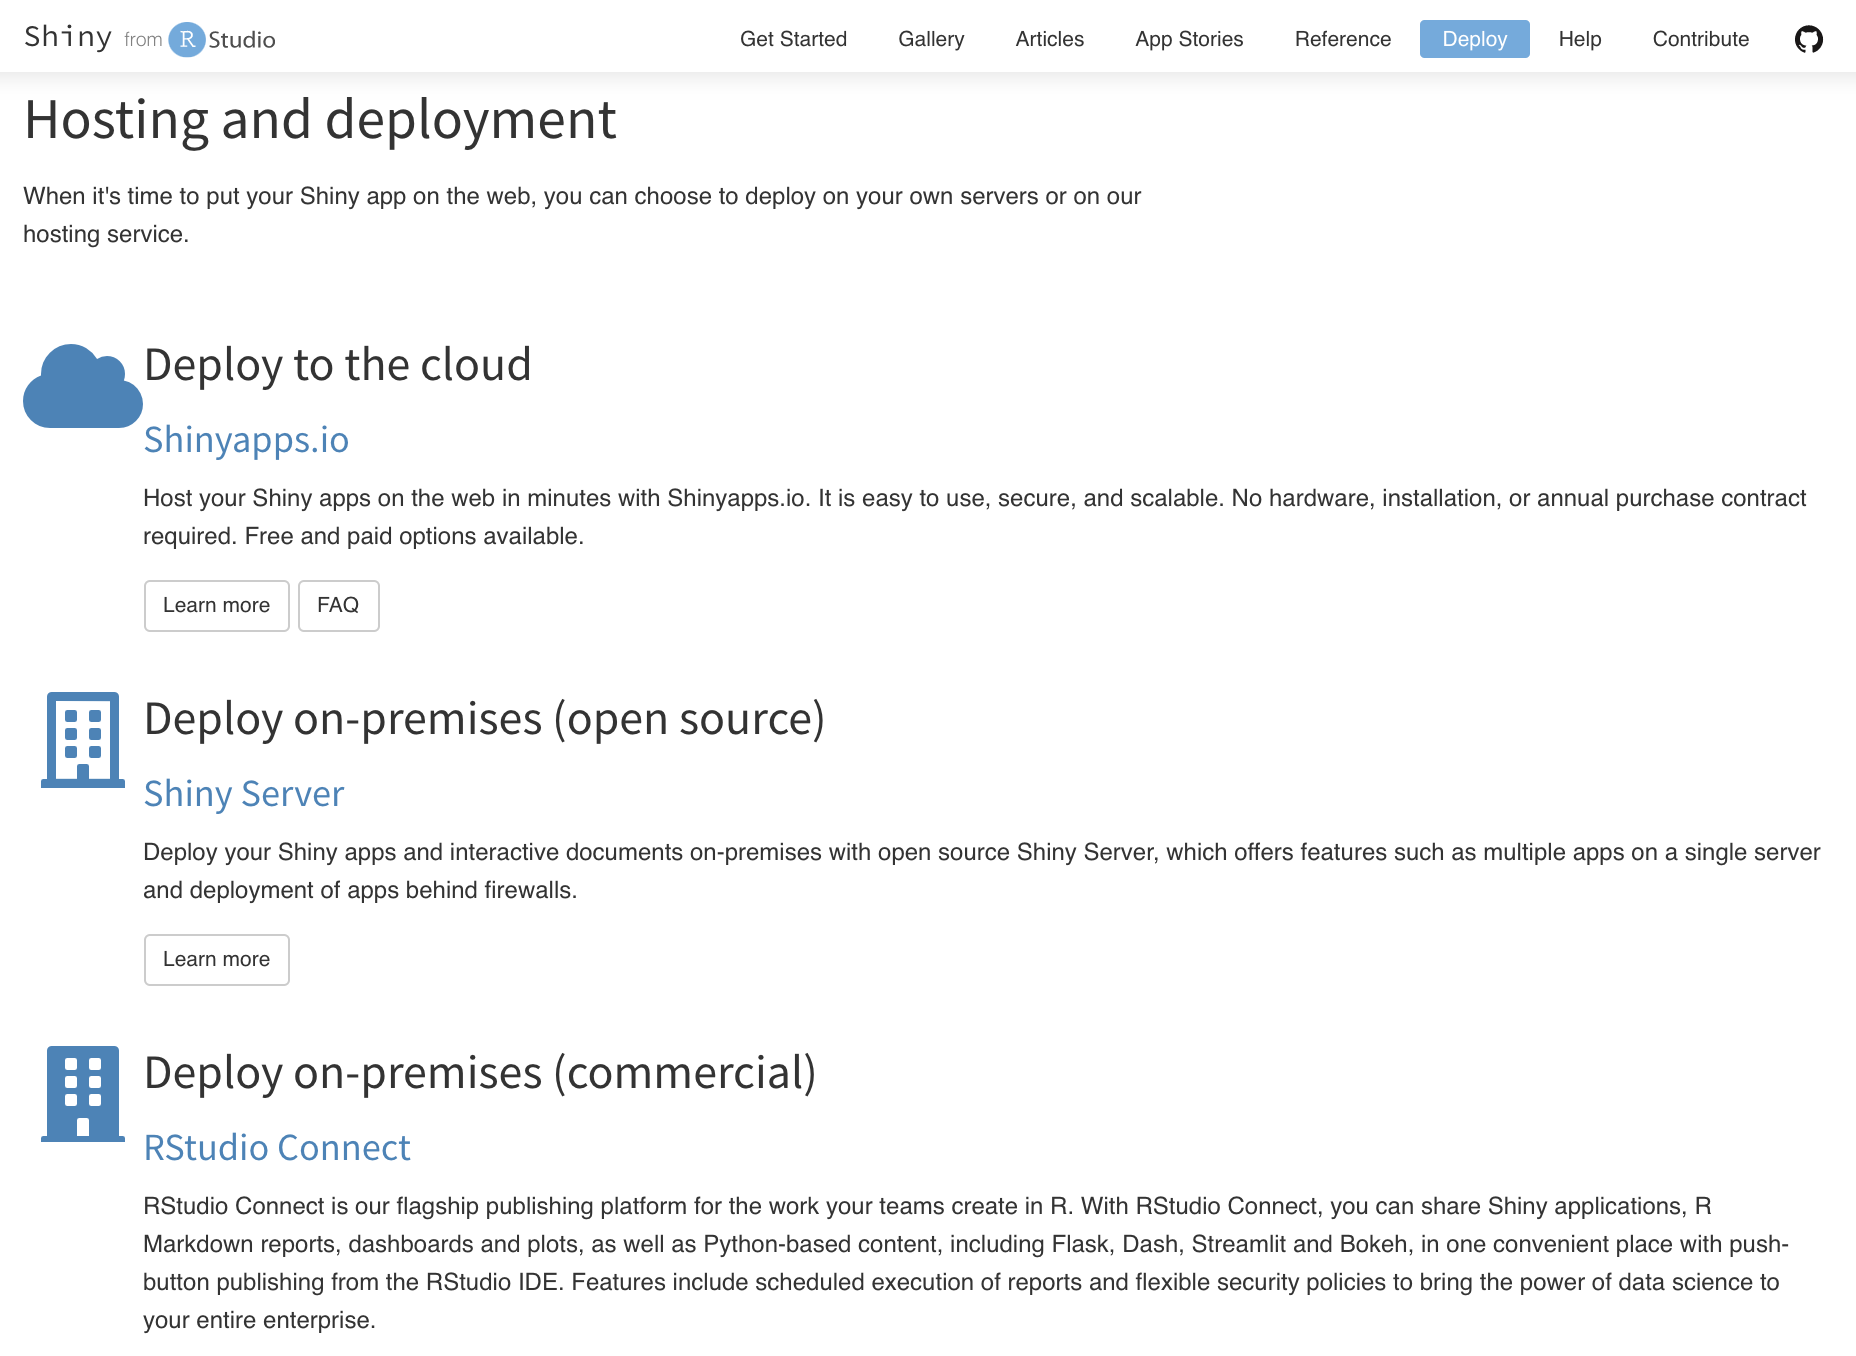 Shiny from R Studio
Get Started Gallery Articles App Stories Reference Deploy Help Contribute
Hosting and deployment
When it's time to put your Shiny app on the web, you can choose to deploy on your own servers or on our
hosting service.
Deploy to the cloud
Shinyapps.io
Host your Shiny apps on the web in minutes with Shinyapps.io. It is easy to use, secure, and scalable. No hardware, installation, or annual purchase contract
required. Free and paid options available.
Learn more FAQ
Deploy on-premises (open source)
Shiny Server
Deploy your Shiny apps and interactive documents on-premises with open source Shiny Server, which offers features such as multiple apps on a single server
and deployment of apps behind firewalls.
Learn more
Deploy on-premises (commercial)
RStudio Connect
RStudio Connect is our flagship publishing platform for the work your teams create in R. With RStudio Connect, you can share Shiny applications, R
Markdown reports, dashboards and plots, as well as Python-based content, including Flask, Dash, Streamlit and Bokeh, in one convenient place with push-
button publishing from the RStudio IDE. Features include scheduled execution of reports and flexible security policies to bring the power of data science to
your entire enterprise.